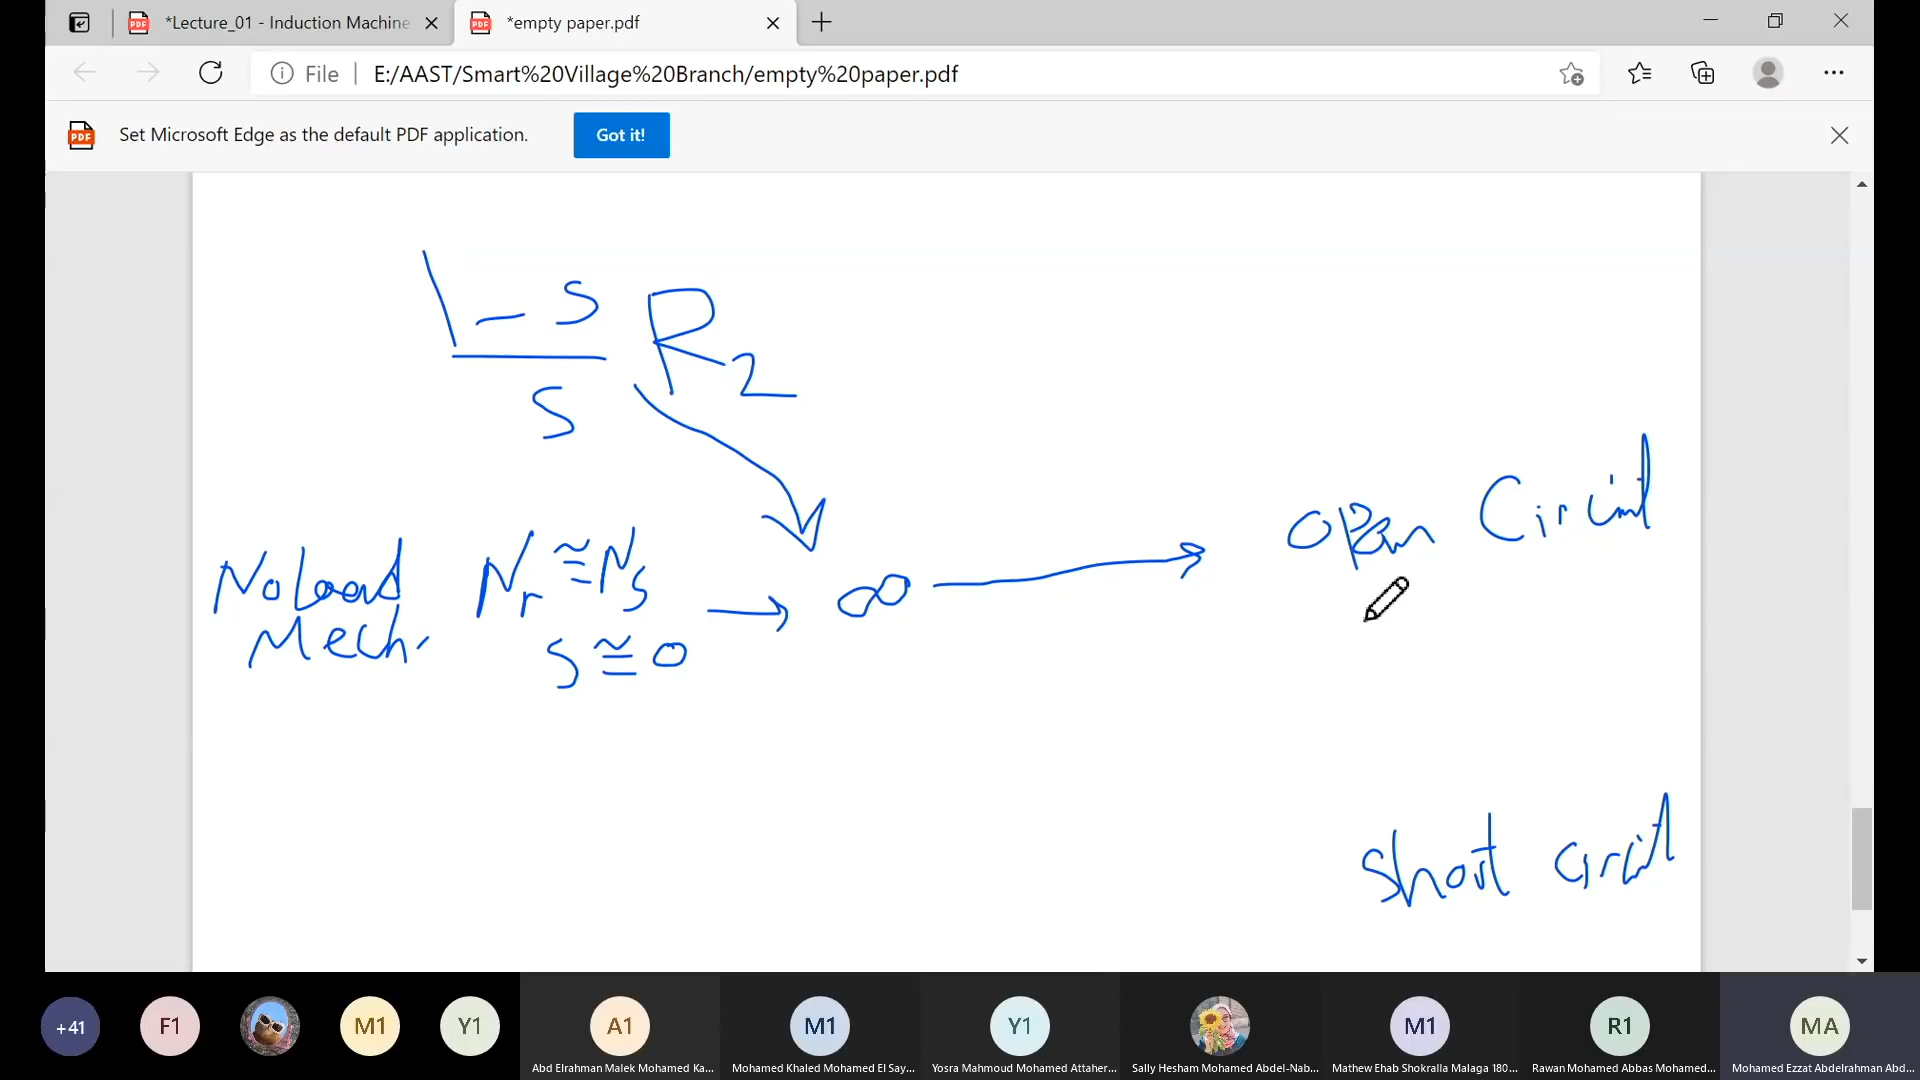 *Lecture_01 - Induction Machine
*empty paper.pdf
File
E:/AAST/Smart%20Village%20Branch/empty%20paper.pdf
PDF
Set Microsoft Edge as the default PDF application.
Got it!
1 - S
S
R2
Open Circuit
No Load
Mech.
Nr ≅ Ns
S ≅ 0
→ ∞
Short Circuit
+41
F1
M1
Y1
A1
M1
Y1
M1
R1
MA
Abd Elrahman Malek Mohamed Ka...
Mohamed Khaled Mohamed El Say...
Yosra Mahmoud Mohamed Attaher...
Sally Hesham Mohamed Abdel-Nab...
Mathew Ehab Shokralla Malaga 180...
Rawan Mohamed Abbas Mohamed...
Mohamed Ezzat Abdelrahman Abd...